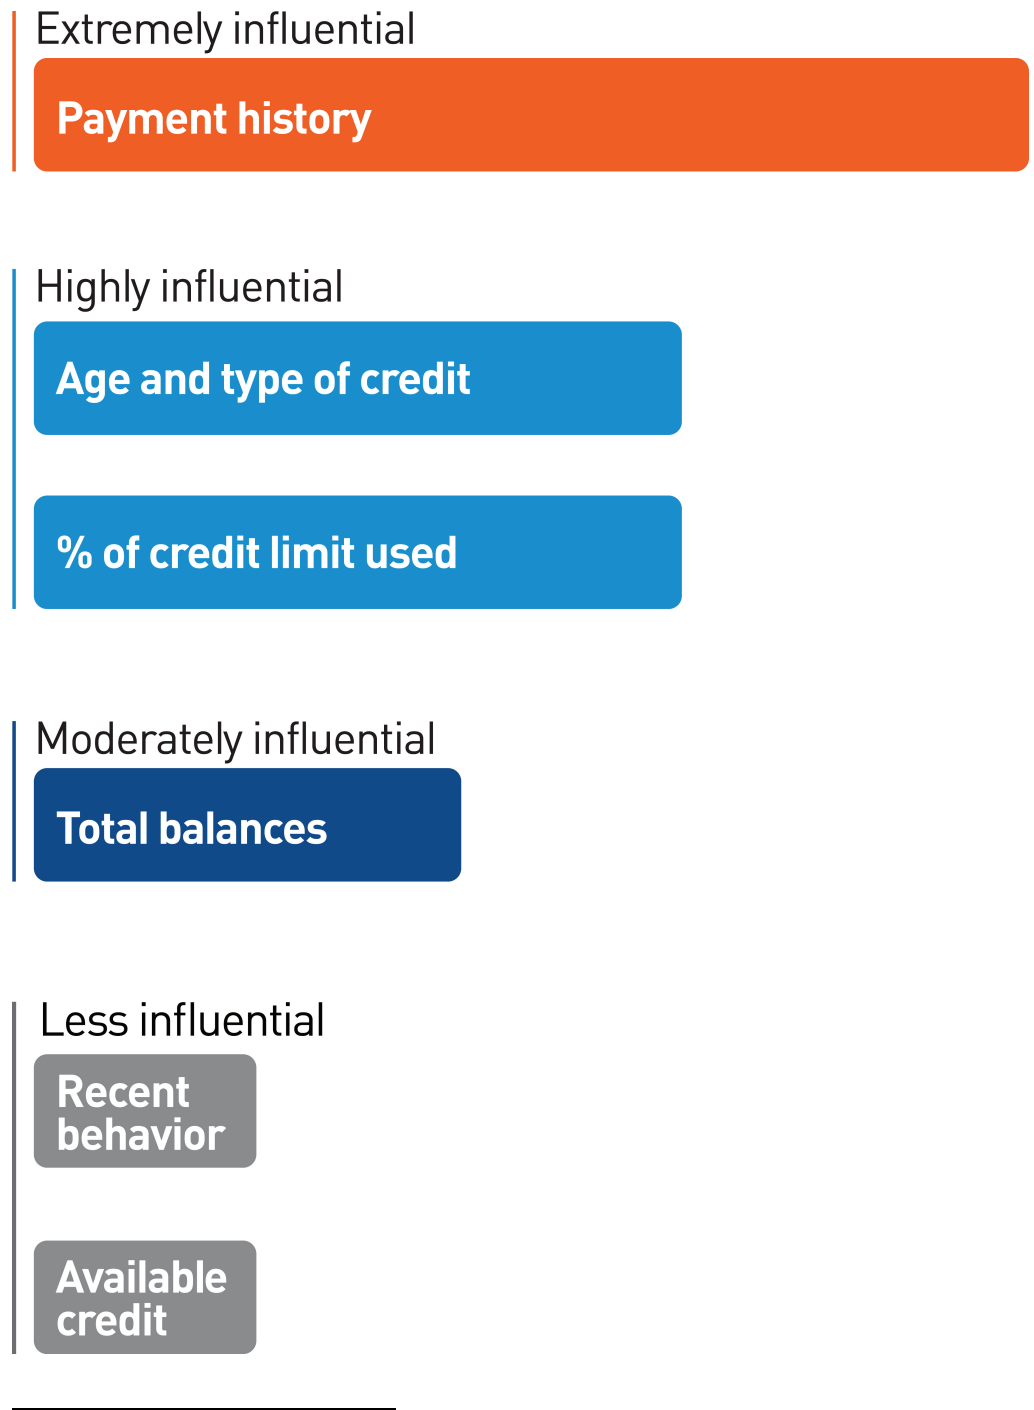 Extremely influential
Payment history
Highly influential
Age and type of credit
% of credit limit used
Moderately influential
Total balances
Less influential
Recent
behavior
Available
credit